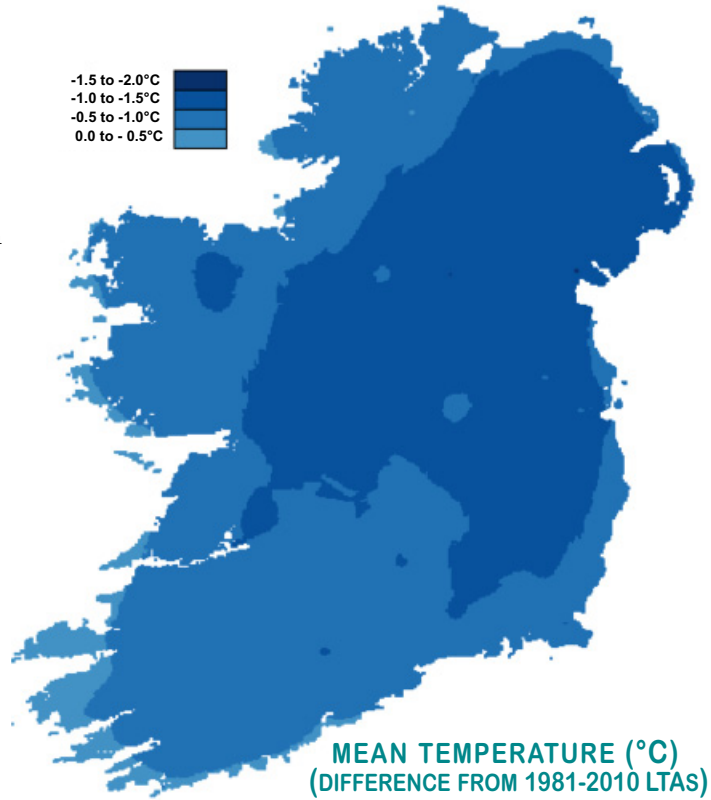 -1.5 to -2.0°C
-1.0 to -1.5°C
-0.5 to -1.0°C
0.0 to - 0.5°C
MEAN TEMPERATURE (°C)
(DIFFERENCE FROM 1981-2010 LTAS)